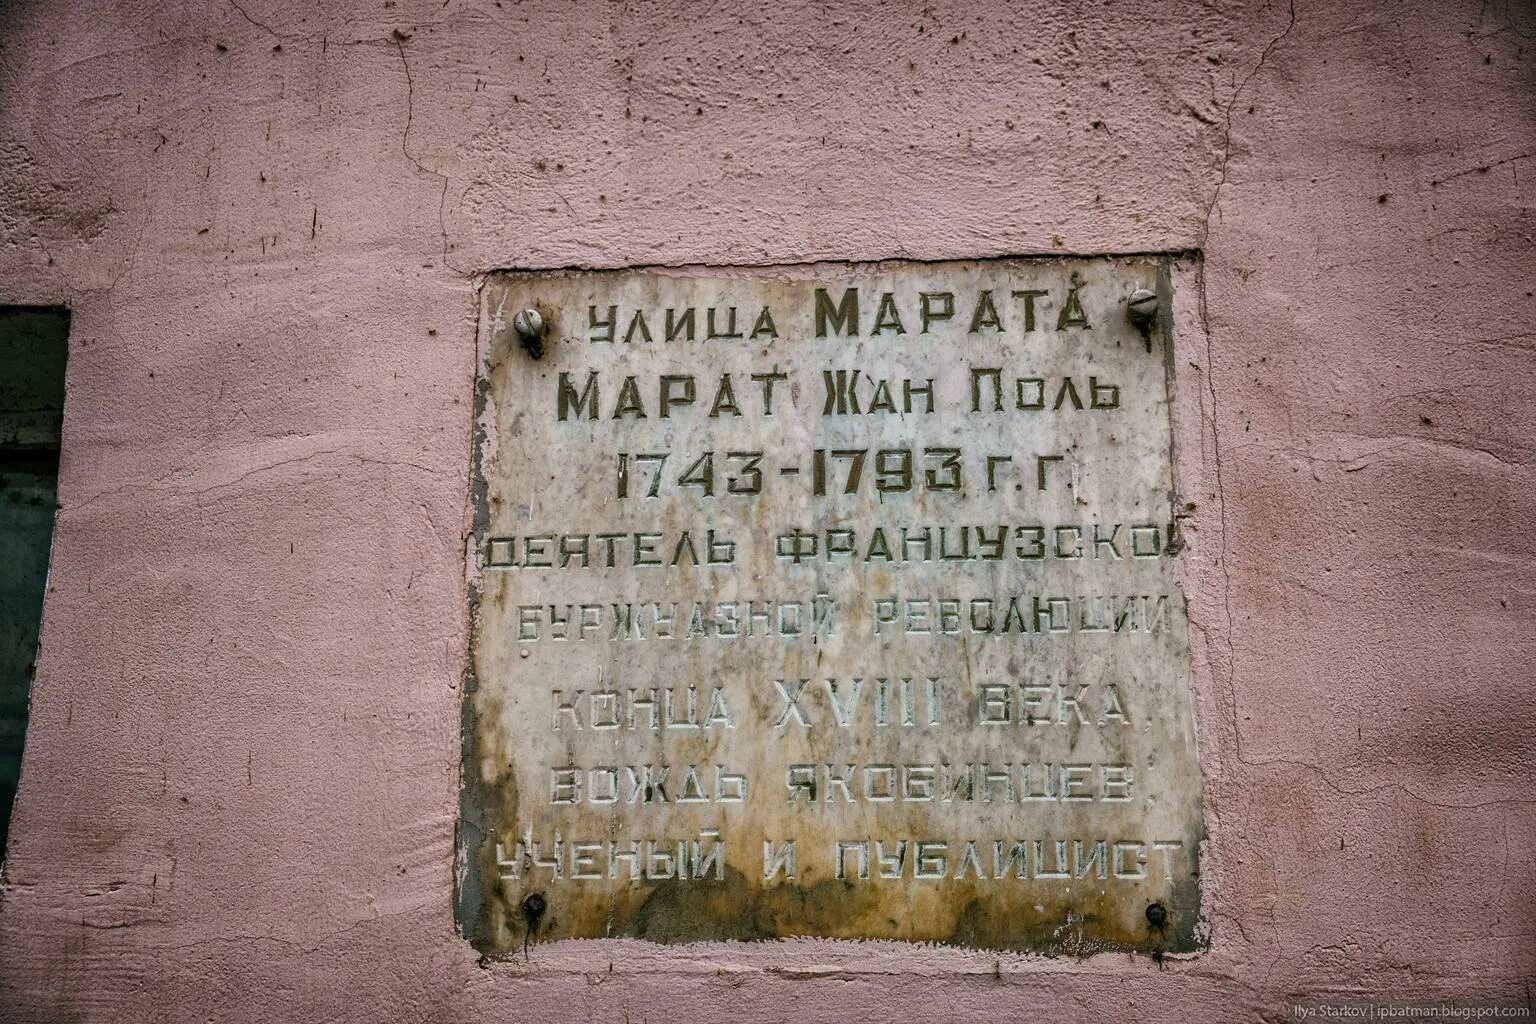 улица Марата
Марат Жан Поль
1743-1793 г.г.
деятель французской
буржуазной революции
конца XVIII века,
вождь якобинцев,
ученый и публицист
Ilya Starkov | ipbatman.blogspot.com